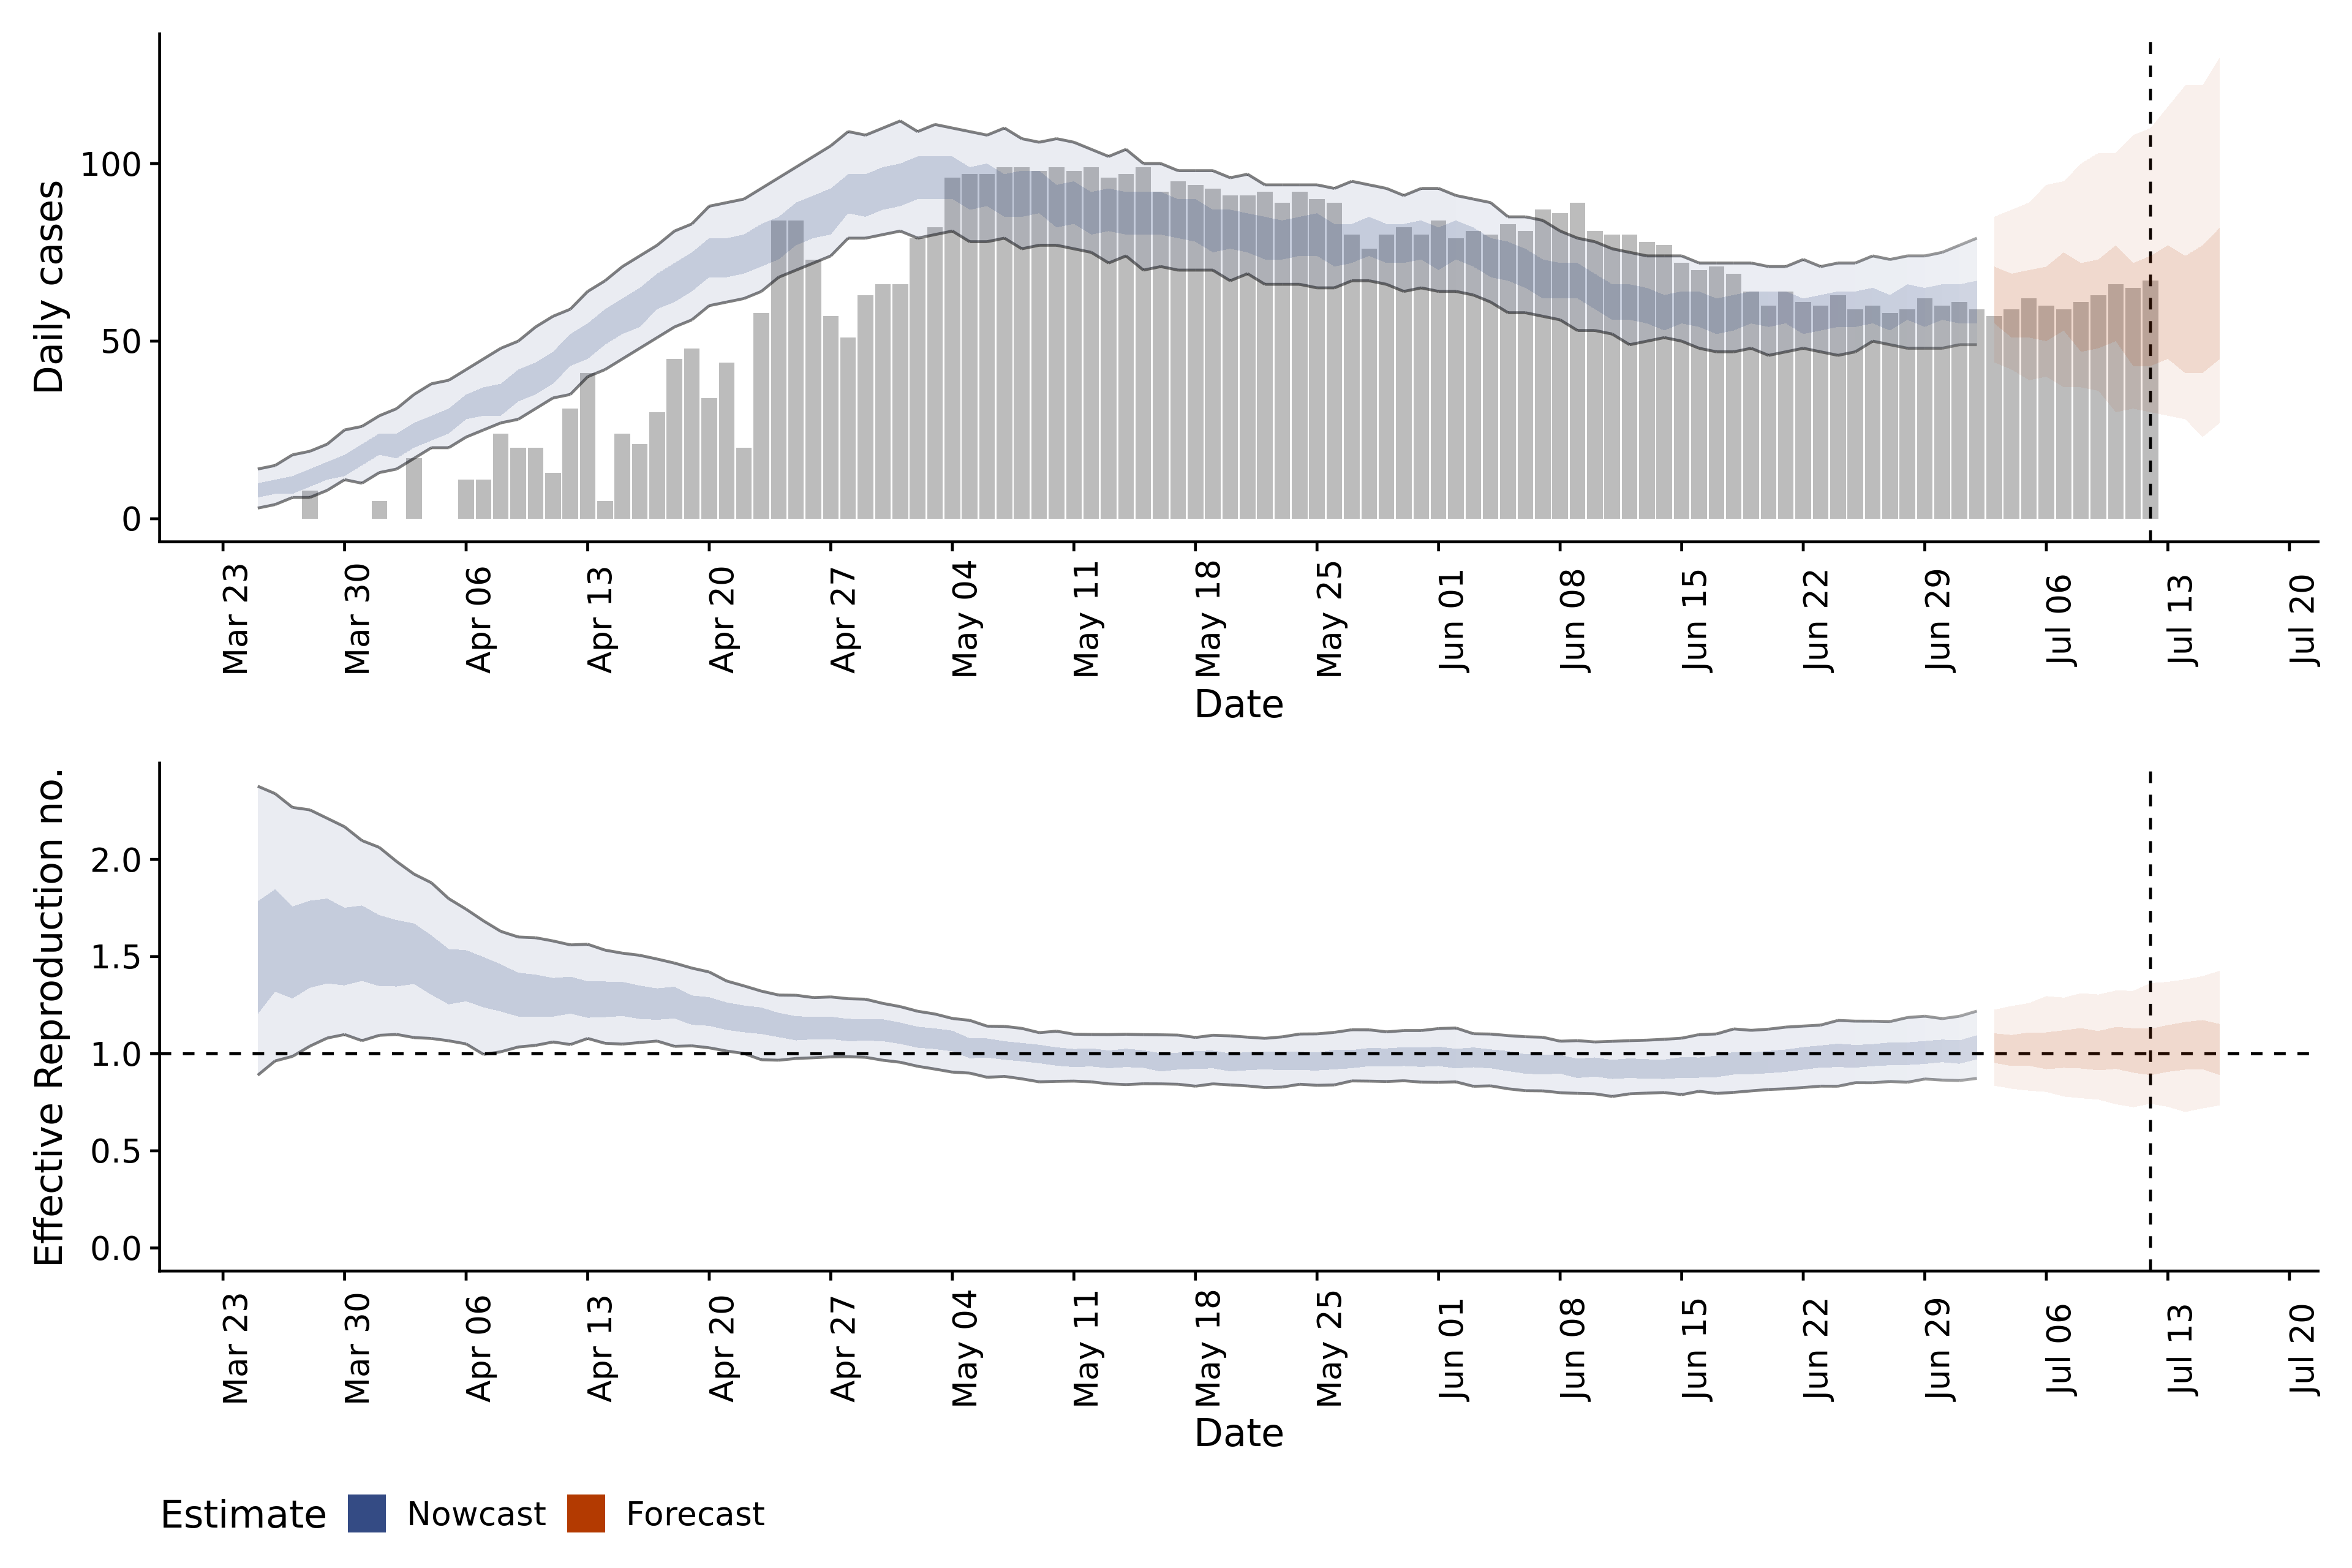 Daily cases
100
50
0
Mar 23
Mar 30
Apr 06
Apr 13
Apr 20
Apr 27
May 04
May 11
May 18
May 25
Jun 01
Jun 08
Jun 15
Jun 22
Jun 29
Jul 06
Jul 13
Jul 20
Date
Effective Reproduction no.
2.0
1.5
1.0
0.5
0.0
Mar 23
Mar 30
Apr 06
Apr 13
Apr 20
Apr 27
May 04
May 11
May 18
May 25
Jun 01
Jun 08
Jun 15
Jun 22
Jun 29
Jul 06
Jul 13
Jul 20
Date
Estimate Nowcast Forecast